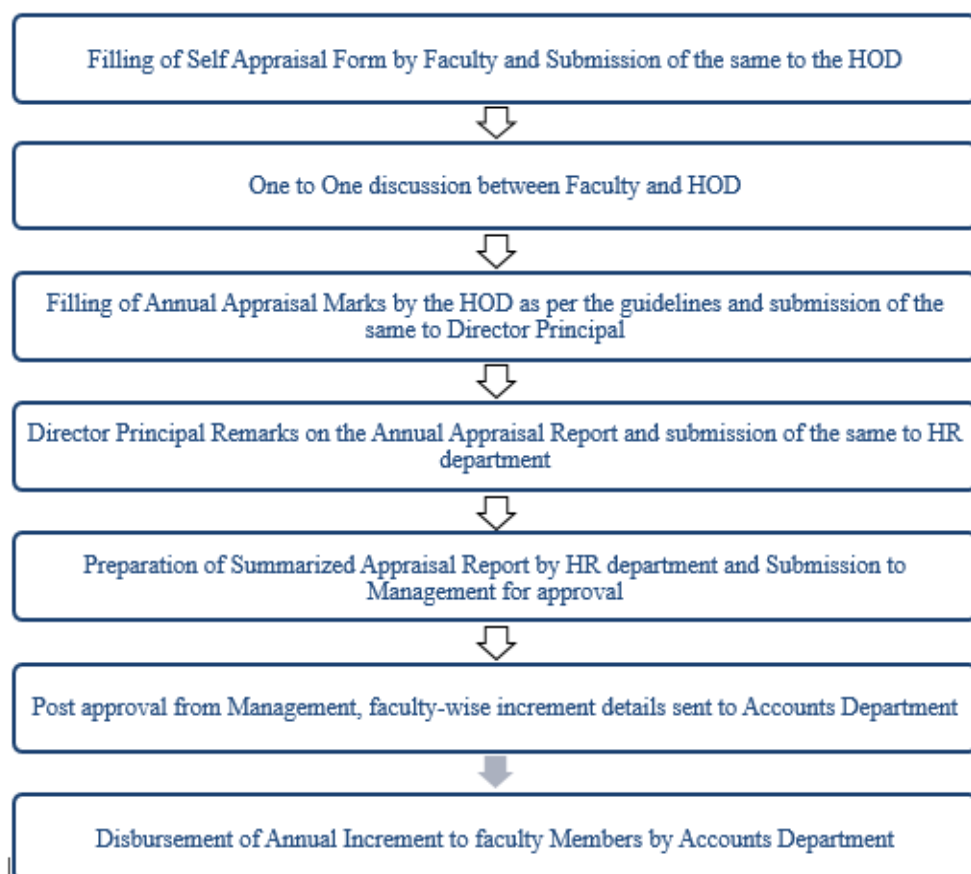 Filling of Self Appraisal Form by Faculty and Submission of the same to the HOD
One to One discussion between Faculty and HOD
Filling of Annual Appraisal Marks by the HOD as per the guidelines and submission of the
same to Director Principal
Director Principal Remarks on the Annual Appraisal Report and submission of the same to HR
department
Preparation of Summarized Appraisal Report by HR department and Submission to
Management for approval
Post approval from Management, faculty-wise increment details sent to Accounts Department
Disbursement of Annual Increment to faculty Members by Accounts Department